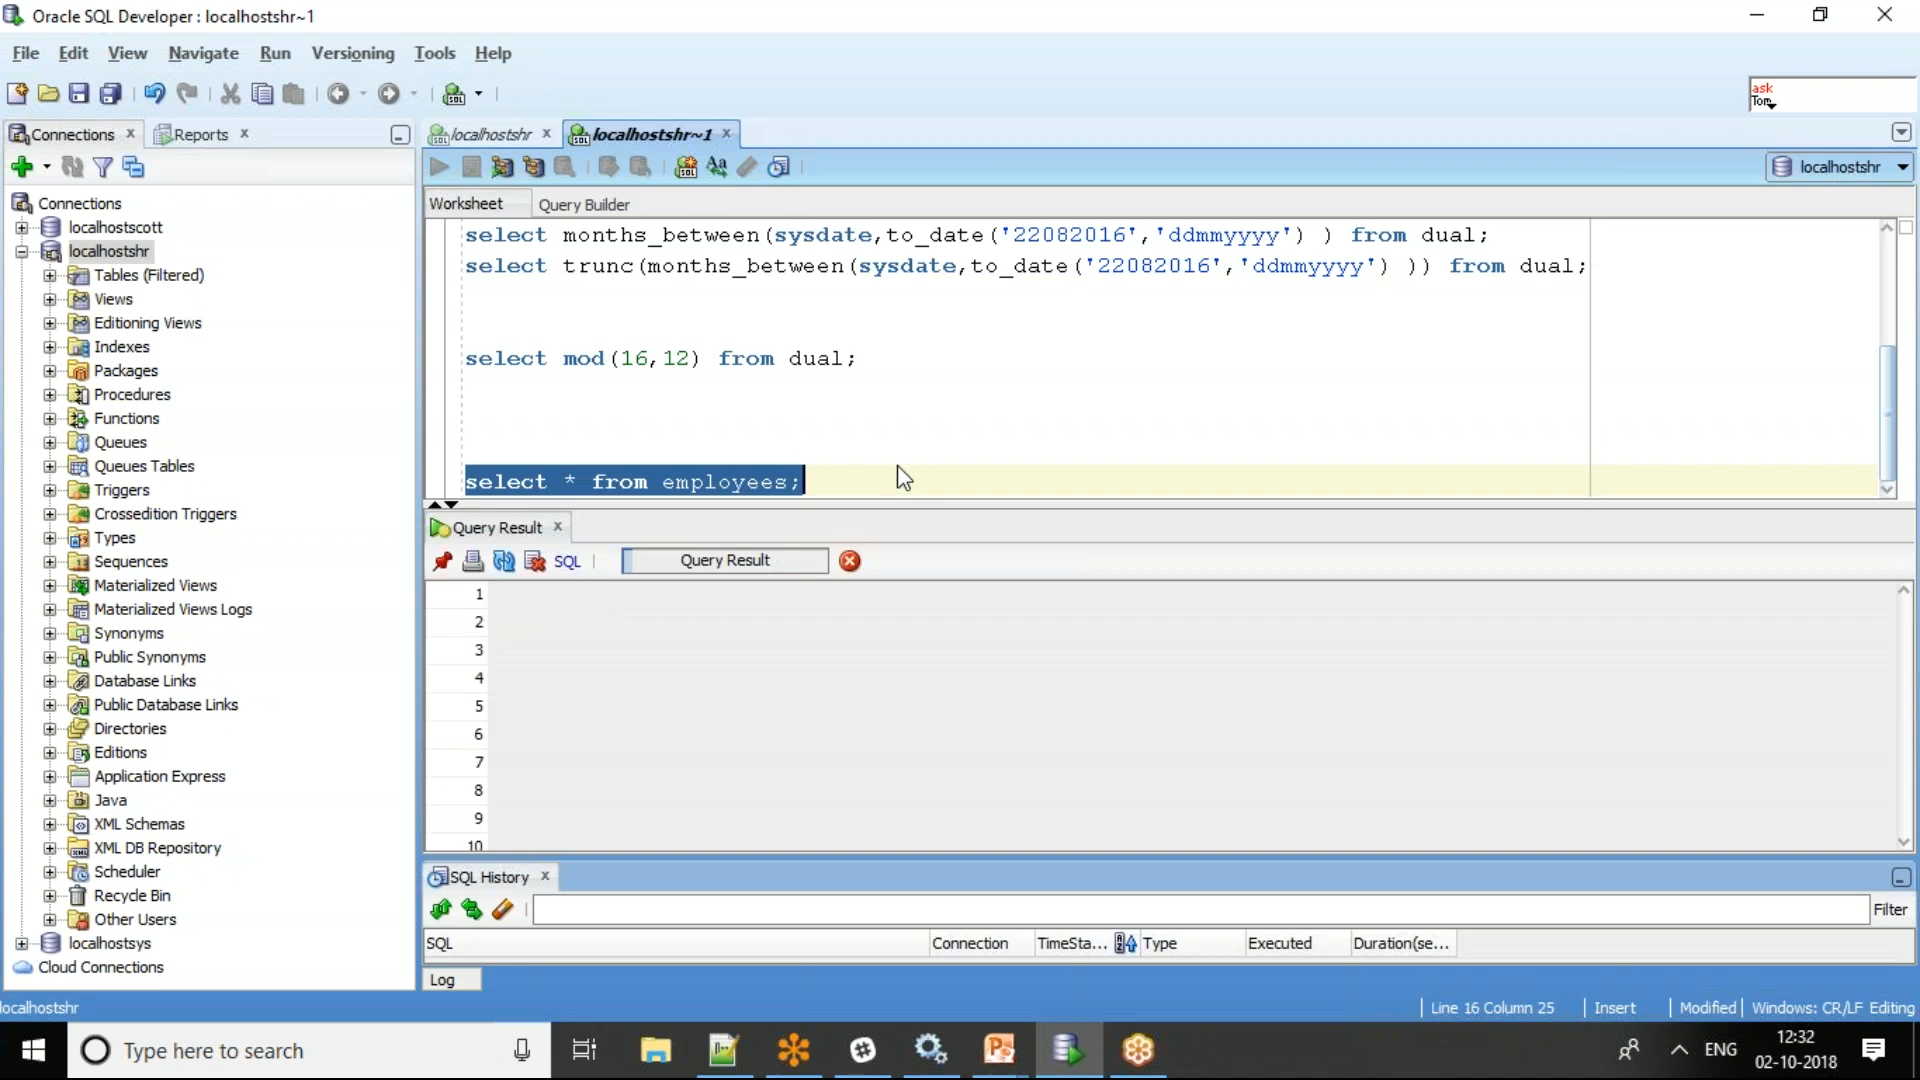 Oracle SQL Developer : localhostshr~1
File Edit View Navigate Run Versioning Tools Help
ask
Tom
Connections Reports
localhostshr localhostshr~1
localhostshr
Worksheet Query Builder
Connections
localhostscott
localhostshr
Tables (Filtered)
Views
Editioning Views
Indexes
Packages
Procedures
Functions
Queues
Queues Tables
Triggers
Crossedition Triggers
Types
Sequences
Materialized Views
Materialized Views Logs
Synonyms
Public Synonyms
Database Links
Public Database Links
Directories
Editions
Application Express
Java
XML Schemas
XML DB Repository
Scheduler
Recycle Bin
Other Users
localhostsys
Cloud Connections
select months_between(sysdate,to_date('22082016','ddmmyyyy') ) from dual;
select trunc(months_between(sysdate,to_date('22082016','ddmmyyyy') )) from dual;
select mod(16,12) from dual;
select * from employees;
Query Result
SQL Query Result
1
2
3
4
5
6
7
8
9
10
SQL History
Filter
SQL Connection TimeSta... Type Executed Duration(se...
Log
localhostshr
Line 16 Column 25 Insert Modified Windows: CR/LF Editing
Type here to search
ENG
12:32
02-10-2018